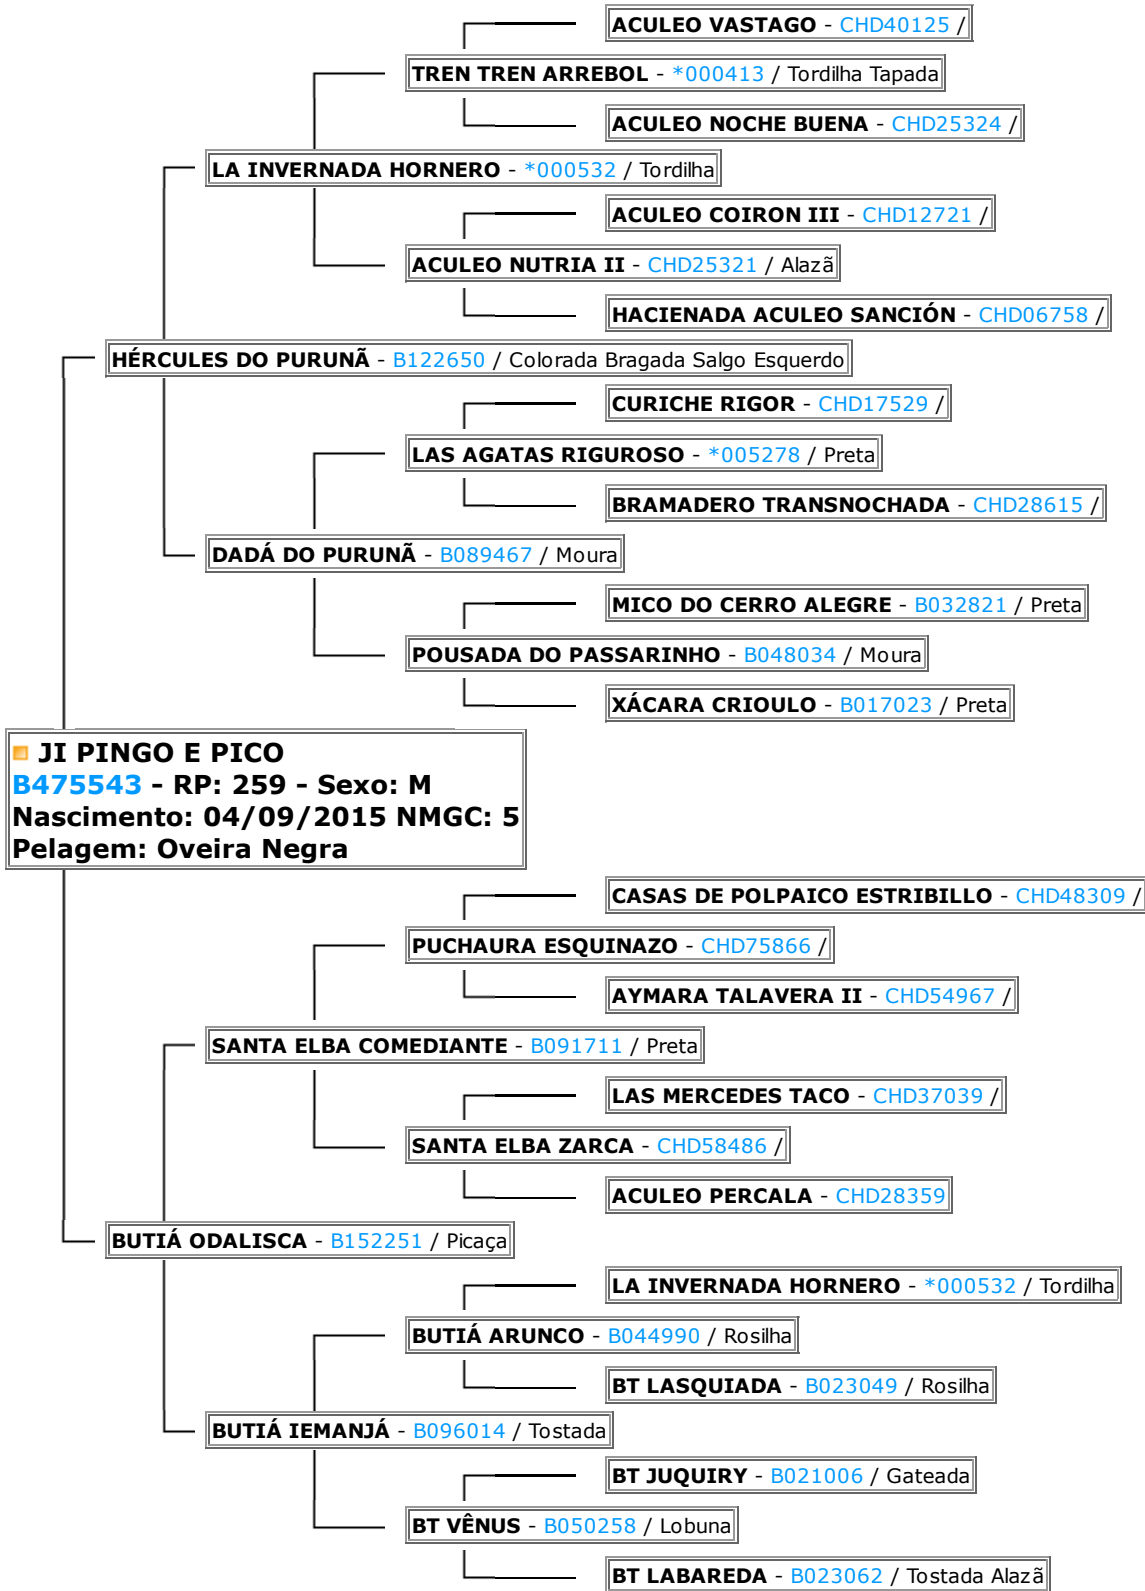 ACULEO VASTAGO - CHD40125 /
TREN TREN ARREBOL - *000413 / Tordilha Tapada
ACULEO NOCHE BUENA - CHD25324 /
LA INVERNADA HORNERO - *000532 / Tordilha
ACULEO COIRON III - CHD12721 /
ACULEO NUTRIA II - CHD25321 / Alazã
HACIENADA ACULEO SANCIÓN - CHD06758 /
HÉRCULES DO PURUNÃ - B122650 / Colorada Bragada Salgo Esquerdo
CURICHE RIGOR - CHD17529 /
LAS AGATAS RIGUROSO - *005278 / Preta
BRAMADERO TRANSNOCHADA - CHD28615 /
DADÁ DO PURUNÃ - B089467 / Moura
MICO DO CERRO ALEGRE - B032821 / Preta
POUSADA DO PASSARINHO - B048034 / Moura
XÁCARA CRIOULO - B017023 / Preta
JI PINGO E PICO
B475543 - RP: 259 - Sexo: M
Nascimento: 04/09/2015 NMGC: 5
Pelagem: Oveira Negra
CASAS DE POLPAICO ESTRIBILLO - CHD48309 /
PUCHAURA ESQUINAZO - CHD75866 /
AYMARA TALAVERA II - CHD54967 /
SANTA ELBA COMEDIANTE - B091711 / Preta
LAS MERCEDES TACO - CHD37039 /
SANTA ELBA ZARCA - CHD58486 /
ACULEO PERCALA - CHD28359
BUTIÁ ODALISCA - B152251 / Picaça
LA INVERNADA HORNERO - *000532 / Tordilha
BUTIÁ ARUNCO - B044990 / Rosilha
BT LASQUIADA - B023049 / Rosilha
BUTIÁ IEMANJÁ - B096014 / Tostada
BT JUQUIRY - B021006 / Gateada
BT VÊNUS - B050258 / Lobuna
BT LABAREDA - B023062 / Tostada Alazã